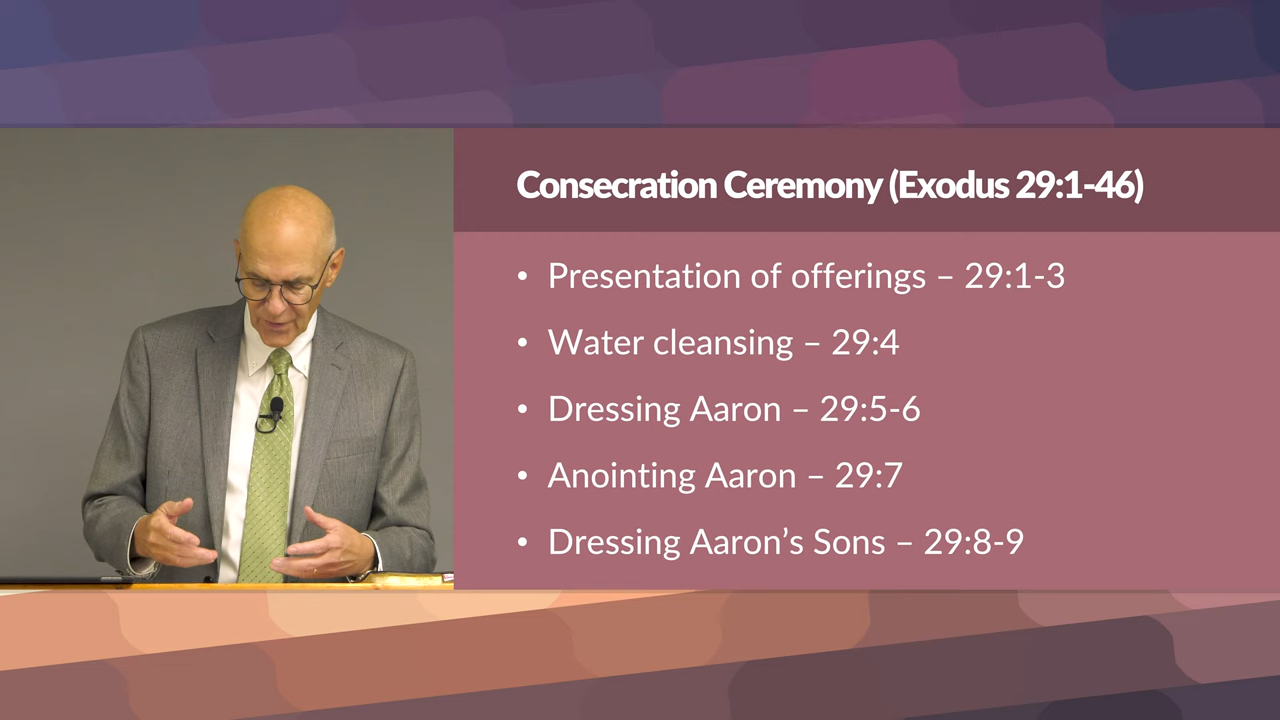 Consecration Ceremony (Exodus 29:1-46)
• Presentation of offerings – 29:1-3
• Water cleansing – 29:4
• Dressing Aaron – 29:5-6
• Anointing Aaron – 29:7
• Dressing Aaron’s Sons – 29:8-9